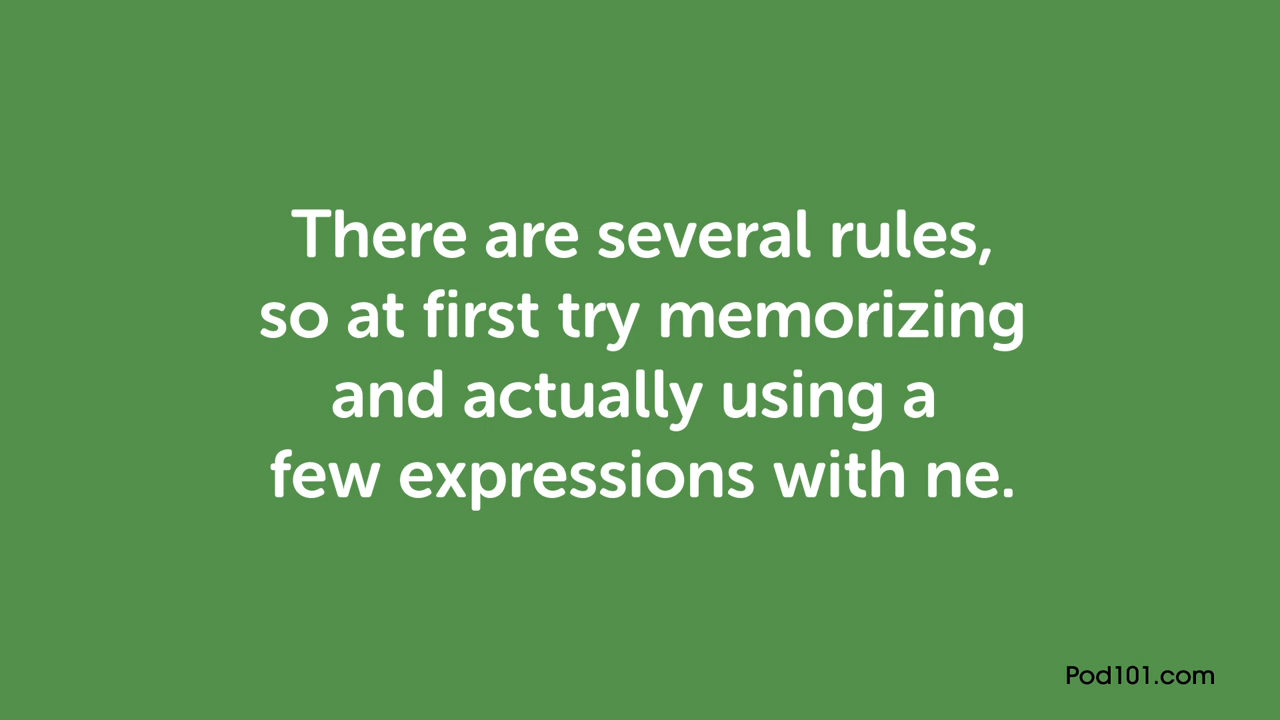 There are several rules,
so at first try memorizing
and actually using a
few expressions with ne.
Pod101.com